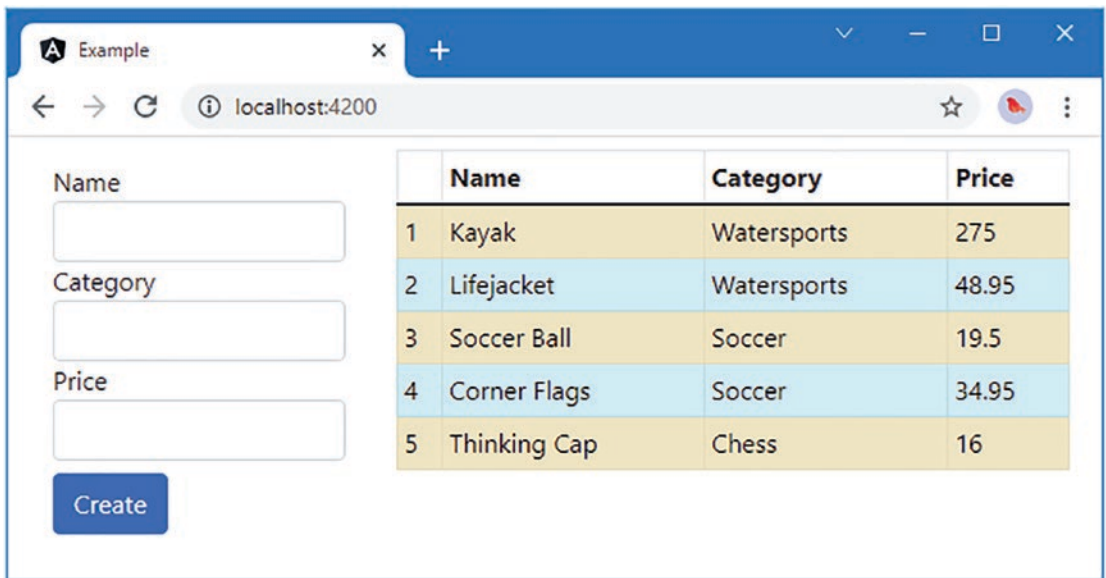 Example
localhost:4200
Name
Category
Price
Create
Name Category Price
1 Kayak Watersports 275
2 Lifejacket Watersports 48.95
3 Soccer Ball Soccer 19.5
4 Corner Flags Soccer 34.95
5 Thinking Cap Chess 16